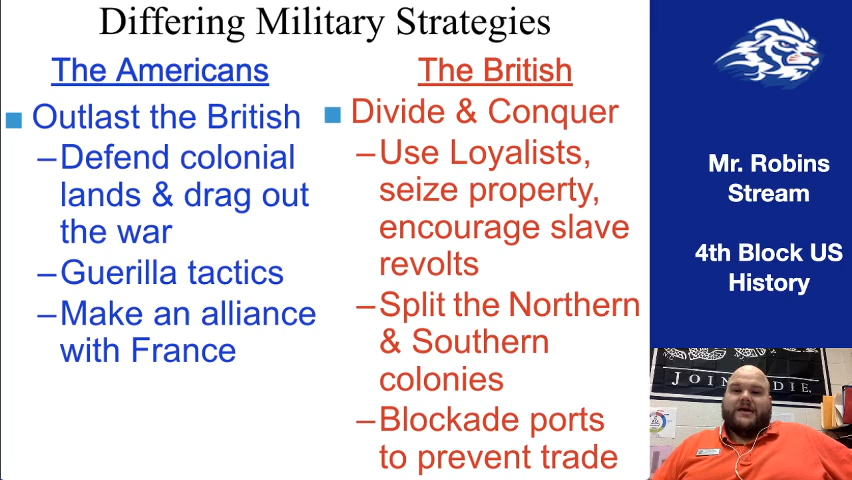 Differing Military Strategies
The Americans
■ Outlast the British
–Defend colonial
lands & drag out
the war
–Guerilla tactics
–Make an alliance
with France
The British
■ Divide & Conquer
–Use Loyalists,
seize property,
encourage slave
revolts
–Split the Northern
& Southern
colonies
–Blockade ports
to prevent trade
Mr. Robins
Stream
4th Block US
History
JOIN DIE.